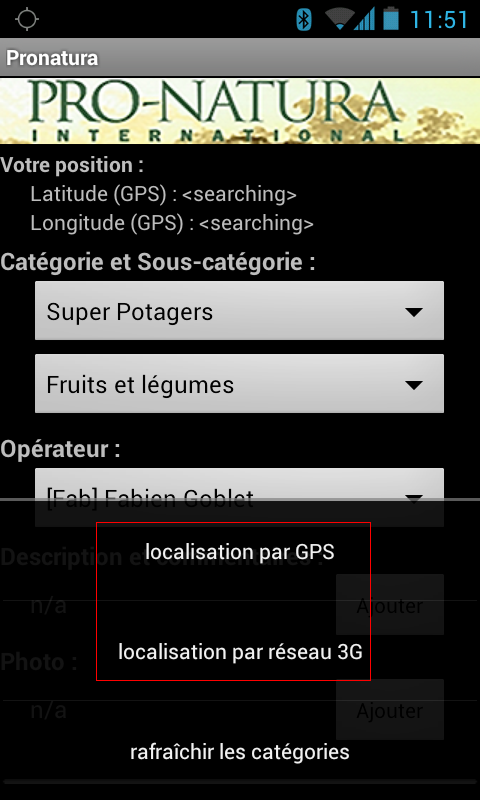 11:51
Pronatura
PRO-NATURA
INTERNATIONAL
Votre position :
Latitude (GPS) : <searching>
Longitude (GPS) : <searching>
Catégorie et Sous-catégorie :
Super Potagers
Fruits et légumes
Opérateur :
[Fab] Fabien Goblet
localisation par GPS
Description et commentaires :
n/a
Ajouter
localisation par réseau 3G
Photo :
n/a
Ajouter
rafraîchir les catégories